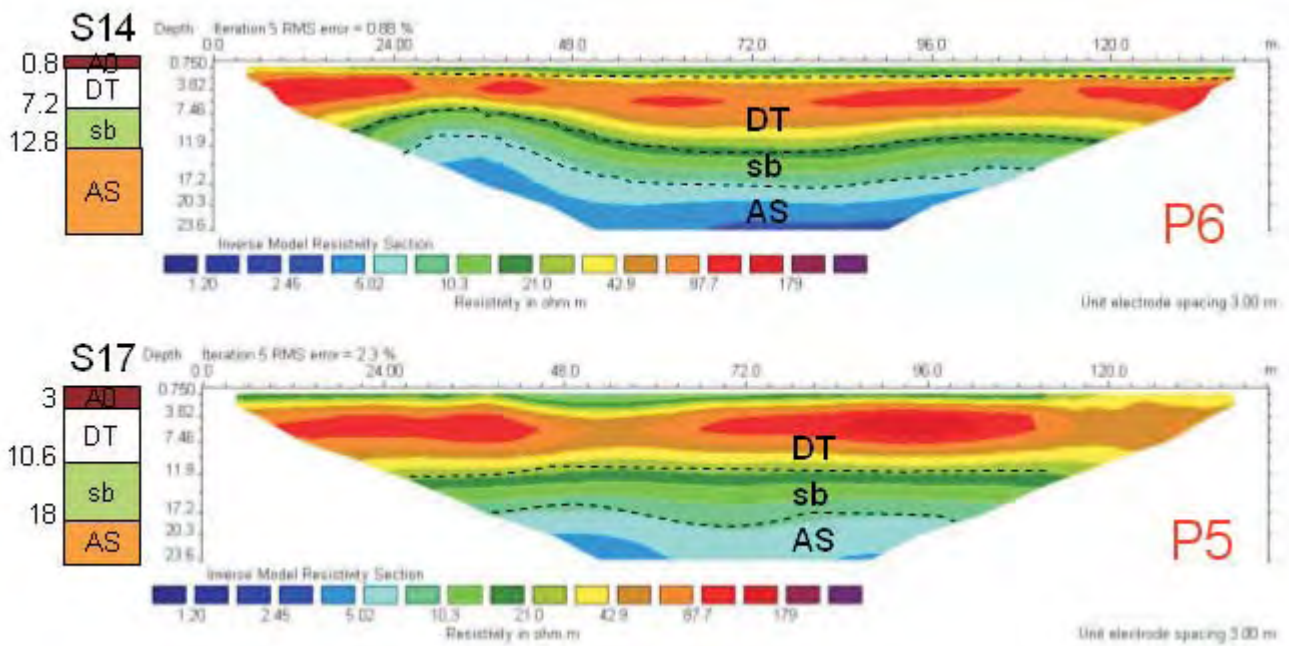 S14
Depth Iteration 5 RMS error = 0.88 %
0.0 24.00 48.0 72.0 96.0 120.0 m.
0.8
7.2
12.8
A0
DT
sb
AS
0.750
3.82
7.46
11.9
17.2
20.3
23.6
DT
sb
AS
P6
Inverse Model Resistivity Section
1.20 2.45 5.02 10.3 21.0 42.9 87.7 179
Resistivity in ohm.m
Unit electrode spacing 3.00 m.
S17
Depth Iteration 5 RMS error = 2.3 %
0.0 24.00 48.0 72.0 96.0 120.0 m.
3
10.6
18
A0
DT
sb
AS
0.750
3.82
7.46
11.9
17.2
20.3
23.6
DT
sb
AS
P5
Inverse Model Resistivity Section
1.20 2.45 5.02 10.3 21.0 42.9 87.7 179
Resistivity in ohm.m
Unit electrode spacing 3.00 m.